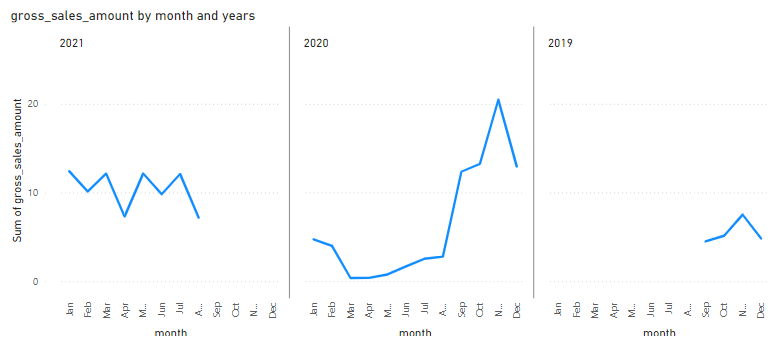 gross_sales_amount by month and years
2021 2020 2019
Sum of gross_sales_amount
20
10
0
Jan Feb Mar Apr M... Jun Jul A... Sep Oct N... Dec
Jan Feb Mar Apr M... Jun Jul A... Sep Oct N... Dec
Jan Feb Mar Apr M... Jun Jul A... Sep Oct N... Dec
month month month